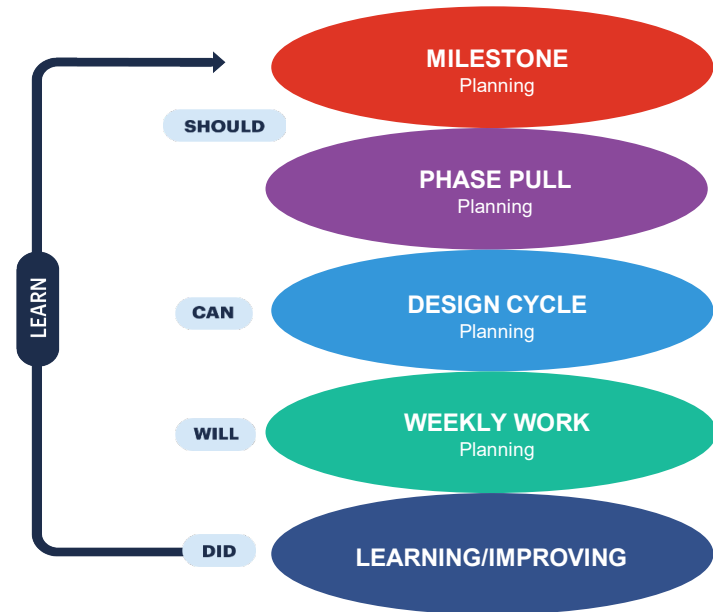 MILESTONE
Planning
SHOULD
PHASE PULL
Planning
LEARN
CAN
DESIGN CYCLE
Planning
WILL
WEEKLY WORK
Planning
DID
LEARNING/IMPROVING